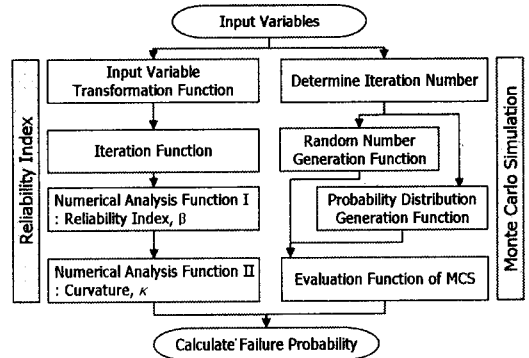 Input Variables
Reliability Index
Input Variable
Transformation Function
Iteration Function
Numerical Analysis Function I
: Reliability Index, β
Numerical Analysis Function II
: Curvature, κ
Determine Iteration Number
Random Number
Generation Function
Probability Distribution
Generation Function
Evaluation Function of MCS
Monte Carlo Simulation
Calculate Failure Probability